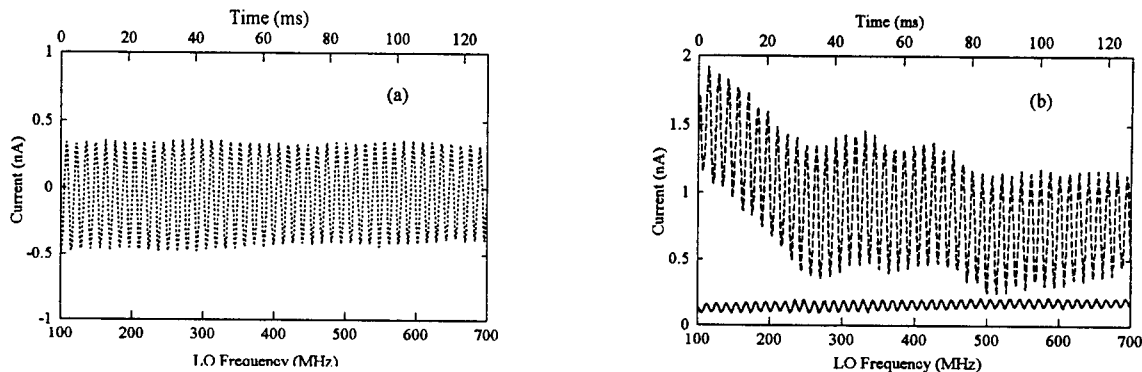 Time (ms)
0 20 40 60 80 100 120
1
0.5
0
-0.5
-1
Current (nA)
(a)
100 200 300 400 500 600 700
LO Frequency (MHz)
Time (ms)
0 20 40 60 80 100 120
2
1.5
1
0.5
0
Current (nA)
(b)
100 200 300 400 500 600 700
LO Frequency (MHz)